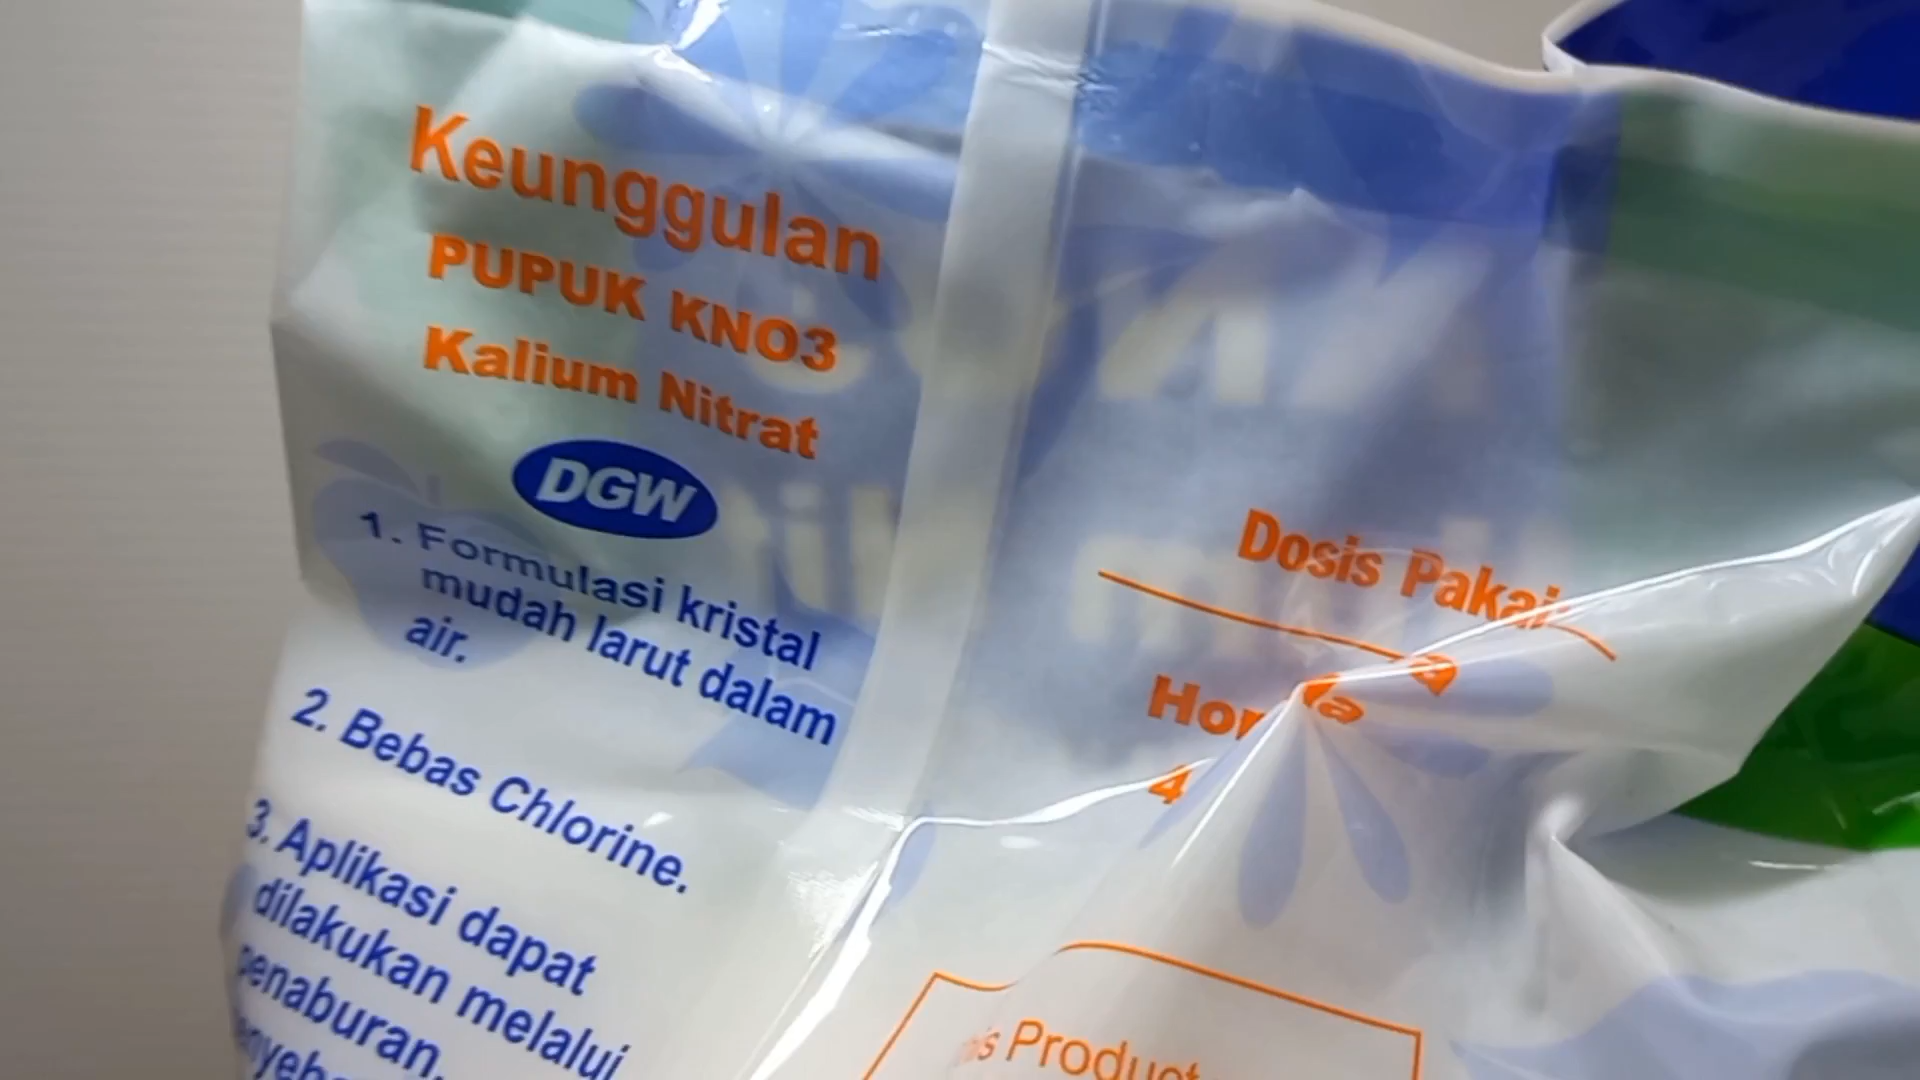 Keunggulan
PUPUK KNO3
Kalium Nitrat
DGW
1. Formulasi kristal
mudah larut dalam
air.
2. Bebas Chlorine.
3. Aplikasi dapat
dilakukan melalui
penaburan,
Dosis Pakai
4
Product